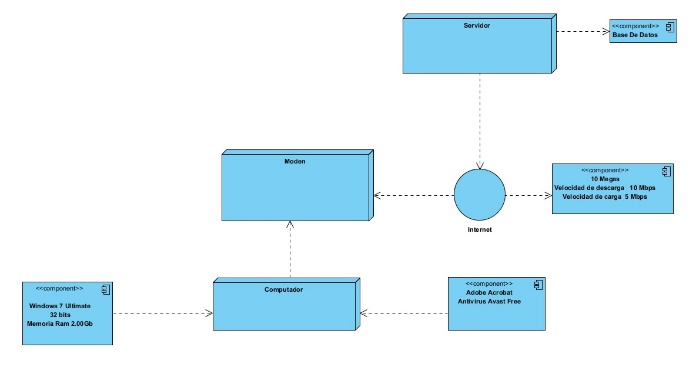 Servidor
<<component>>
Base De Datos
Moden
<<component>>
10 Megas
Velocidad de descarga 10 Mbps
Velocidad de carga 5 Mbps
Internet
<<component>>
Windows 7 Ultimate
32 bits
Memoria Ram 2.00Gb
Computador
<<component>>
Adobe Acrobat
Antivirus Avast Free